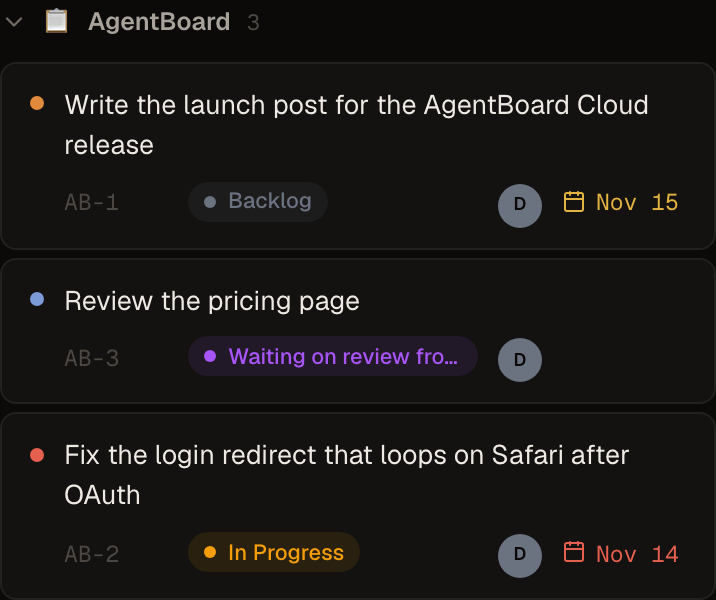 AgentBoard 3
Write the launch post for the AgentBoard Cloud
release
AB-1 Backlog D Nov 15
Review the pricing page
AB-3 Waiting on review fro… D
Fix the login redirect that loops on Safari after
OAuth
AB-2 In Progress D Nov 14